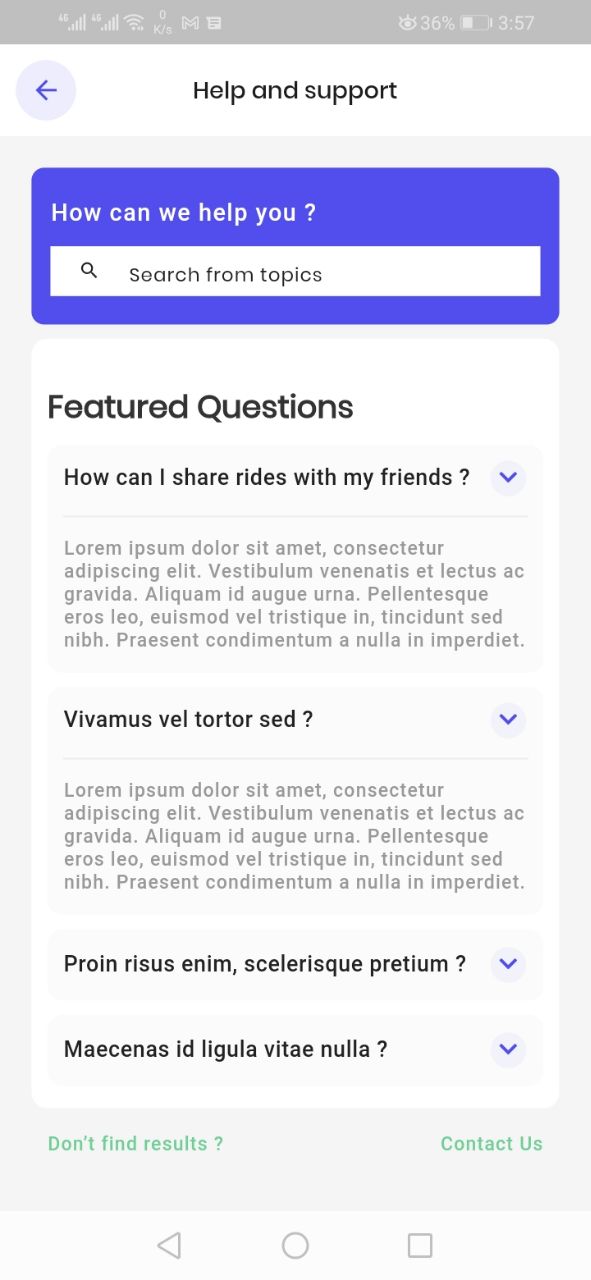 4G 4G 0 K/s 36% 3:57
Help and support
How can we help you ?
Search from topics
Featured Questions
How can I share rides with my friends ?
Lorem ipsum dolor sit amet, consectetur
adipiscing elit. Vestibulum venenatis et lectus ac
gravida. Aliquam id augue urna. Pellentesque
eros leo, euismod vel tristique in, tincidunt sed
nibh. Praesent condimentum a nulla in imperdiet.
Vivamus vel tortor sed ?
Lorem ipsum dolor sit amet, consectetur
adipiscing elit. Vestibulum venenatis et lectus ac
gravida. Aliquam id augue urna. Pellentesque
eros leo, euismod vel tristique in, tincidunt sed
nibh. Praesent condimentum a nulla in imperdiet.
Proin risus enim, scelerisque pretium ?
Maecenas id ligula vitae nulla ?
Don't find results ? Contact Us